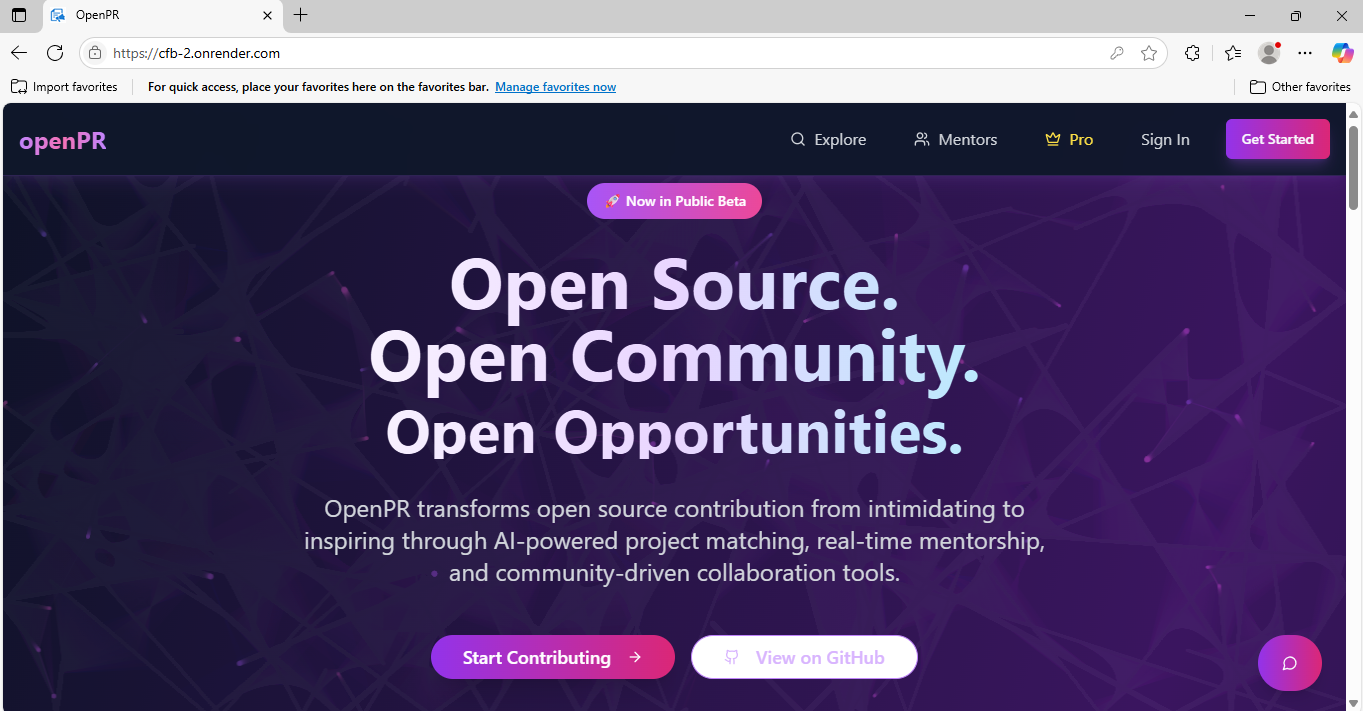 OpenPR
https://cfb-2.onrender.com
Import favorites
For quick access, place your favorites here on the favorites bar. Manage favorites now
Other favorites
openPR
Explore
Mentors
Pro
Sign In
Get Started
🚀 Now in Public Beta
Open Source.
Open Community.
Open Opportunities.
OpenPR transforms open source contribution from intimidating to
inspiring through AI-powered project matching, real-time mentorship,
and community-driven collaboration tools.
Start Contributing →
View on GitHub